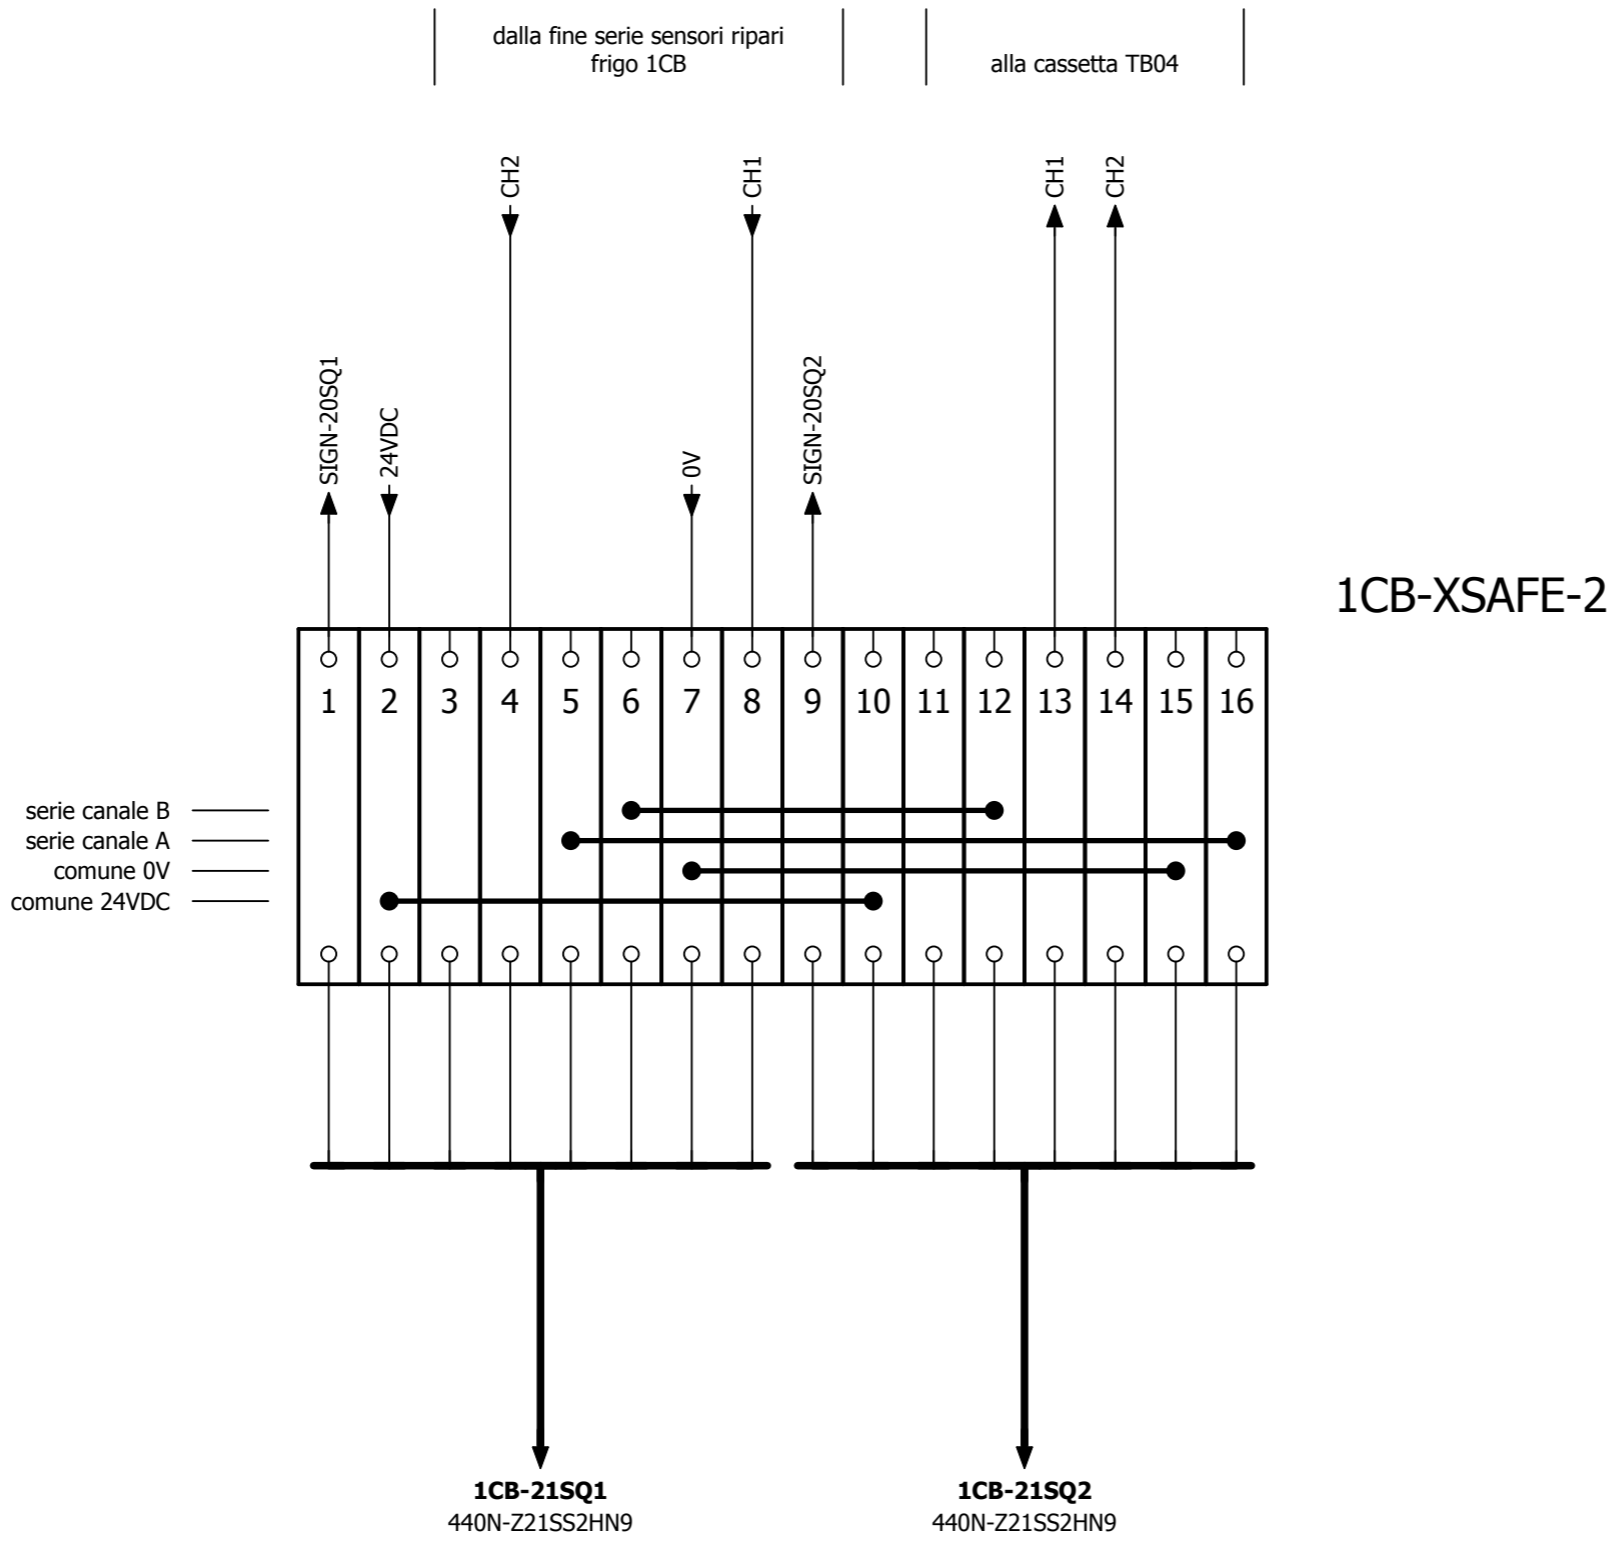 dalla fine serie sensori ripari
frigo 1CB
alla cassetta TB04
CH2
CH1
CH1
CH2
SIGN-20SQ1
24VDC
0V
SIGN-20SQ2
1CB-XSAFE-2
1 2 3 4 5 6 7 8 9 10 11 12 13 14 15 16
serie canale B
serie canale A
comune 0V
comune 24VDC
1CB-21SQ1
440N-Z21SS2HN9
1CB-21SQ2
440N-Z21SS2HN9